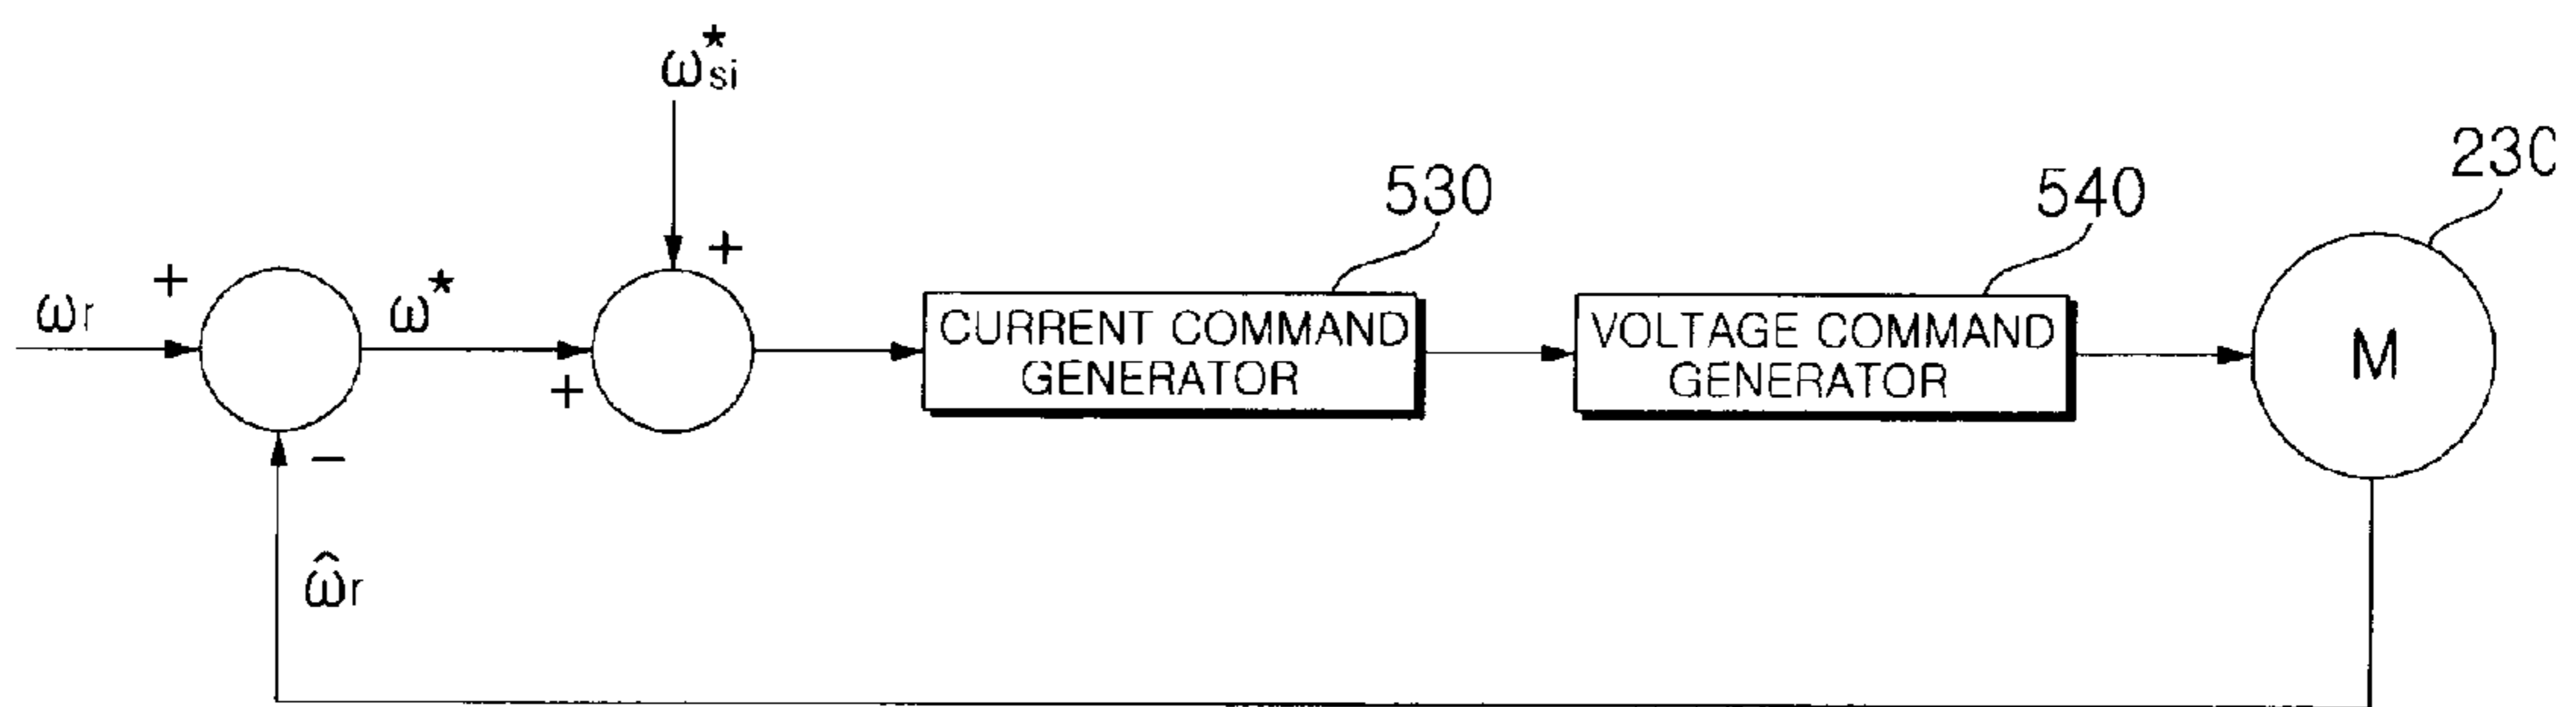 ω*si
530
540
230
+
+
ωr
ω*
CURRENT COMMAND
GENERATOR
VOLTAGE COMMAND
GENERATOR
M
+
−
ω̂r